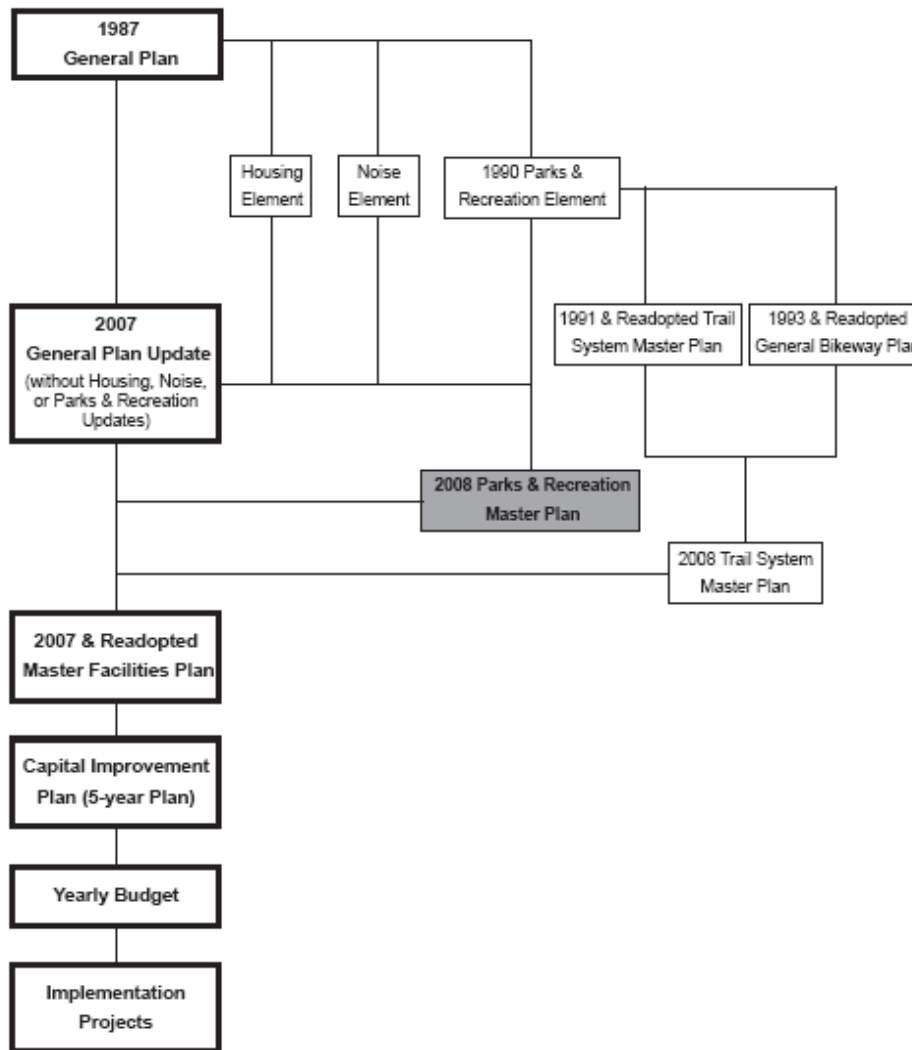 1987
General Plan
Housing
Element
Noise
Element
1990 Parks &
Recreation Element
2007
General Plan Update
(without Housing, Noise,
or Parks & Recreation
Updates)
1991 & Readopted Trail
System Master Plan
1993 & Readopted
General Bikeway Plan
2008 Parks & Recreation
Master Plan
2008 Trail System
Master Plan
2007 & Readopted
Master Facilities Plan
Capital Improvement
Plan (5-year Plan)
Yearly Budget
Implementation
Projects